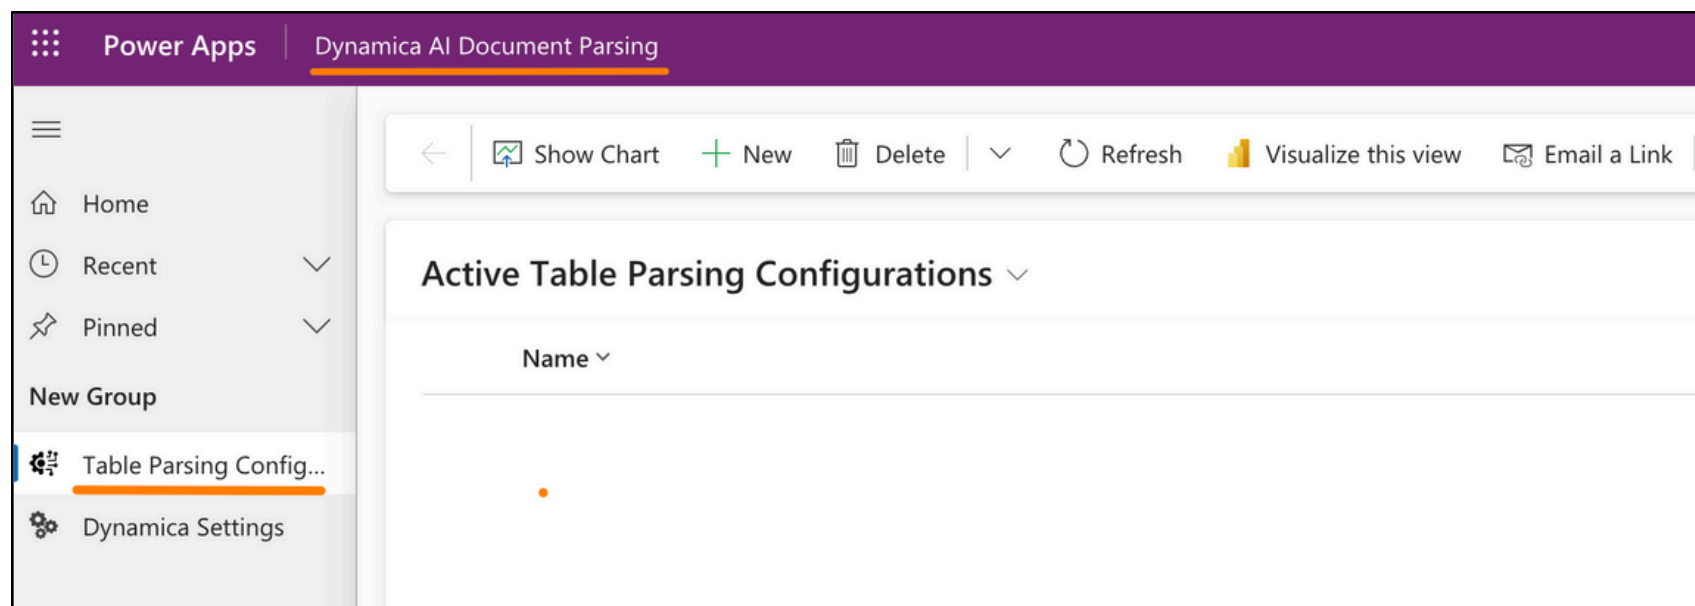 Power Apps Dynamica AI Document Parsing
Show Chart New Delete Refresh Visualize this view Email a Link
Home
Recent
Pinned
New Group
Table Parsing Config...
Dynamica Settings
Active Table Parsing Configurations
Name